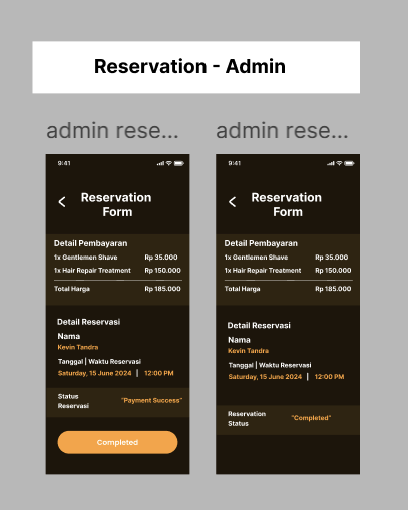 Reservation - Admin
admin rese...
admin rese...
9:41
Reservation
Form
Detail Pembayaran
1x Gentlemen Shave Rp 35.000
1x Hair Repair Treatment Rp 150.000
Total Harga Rp 185.000
Detail Reservasi
Nama
Kevin Tandra
Tanggal | Waktu Reservasi
Saturday, 15 June 2024 | 12:00 PM
Status
Reservasi "Payment Success"
Completed
9:41
Reservation
Form
Detail Pembayaran
1x Gentlemen Shave Rp 35.000
1x Hair Repair Treatment Rp 150.000
Total Harga Rp 185.000
Detail Reservasi
Nama
Kevin Tandra
Tanggal | Waktu Reservasi
Saturday, 15 June 2024 | 12:00 PM
Reservation
Status "Completed"